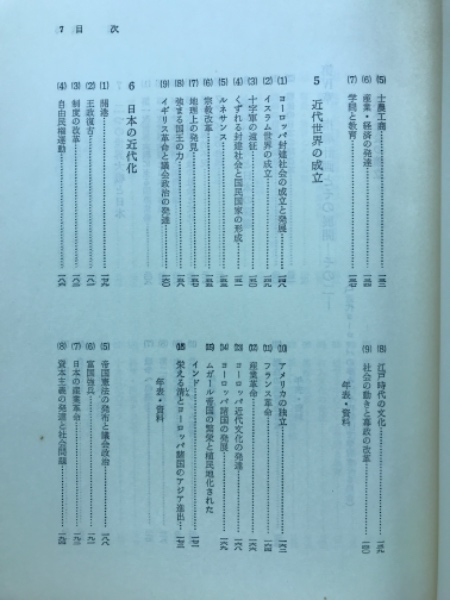 7 目次
(5) 士農工商
(6) 産業・経済の発達
(7) 学問と教育
(8) 江戸時代の文化
(9) 社会の動きと幕政の改革
年表・資料
5 近代世界の成立
(1) ヨーロッパ封建社会の成立と発展
(2) イスラム世界の成立
(3) 十字軍の遠征
(4) くずれる封建社会と国民国家の形成
(5) ルネサンス
(6) 宗教改革
(7) 地理上の発見
(8) 強まる国王の力
(9) イギリス革命と議会政治の発達
(10) アメリカの独立
(11) フランス革命
(12) 産業革命
(13) ヨーロッパ近代文化の発達
(14) ヨーロッパ諸国の発展
(15) ムガール帝国の繁栄と植民地化された
インド
(16) 栄える清とヨーロッパ諸国のアジア進出
年表・資料
6 日本の近代化
(1) 開港
(2) 王政復古
(3) 制度の改革
(4) 自由民権運動
(5) 帝国憲法の発布と議会政治
(6) 富国強兵
(7) 日本の産業革命
(8) 資本主義の発達と社会問題